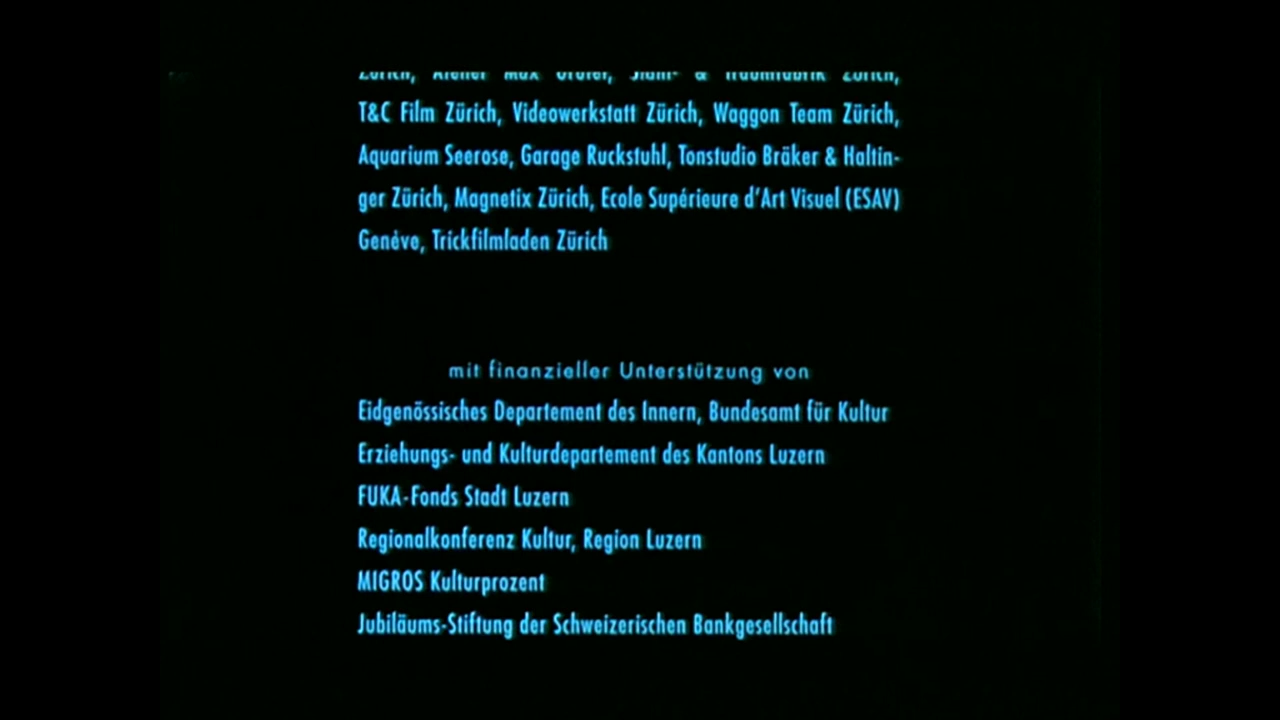 Zürich, Atelier Max
T&C Film Zürich, Videowerkstatt Zürich, Waggon Team Zürich,
Aquarium Seerose, Garage Ruckstuhl, Tonstudio Bräker & Haltin-
ger Zürich, Magnetix Zürich, Ecole Supérieure d'Art Visuel (ESAV)
Genève, Trickfilmladen Zürich
mit finanzieller Unterstützung von
Eidgenössisches Departement des Innern, Bundesamt für Kultur
Erziehungs- und Kulturdepartement des Kantons Luzern
FUKA-Fonds Stadt Luzern
Regionalkonferenz Kultur, Region Luzern
MIGROS Kulturprozent
Jubiläums-Stiftung der Schweizerischen Bankgesellschaft